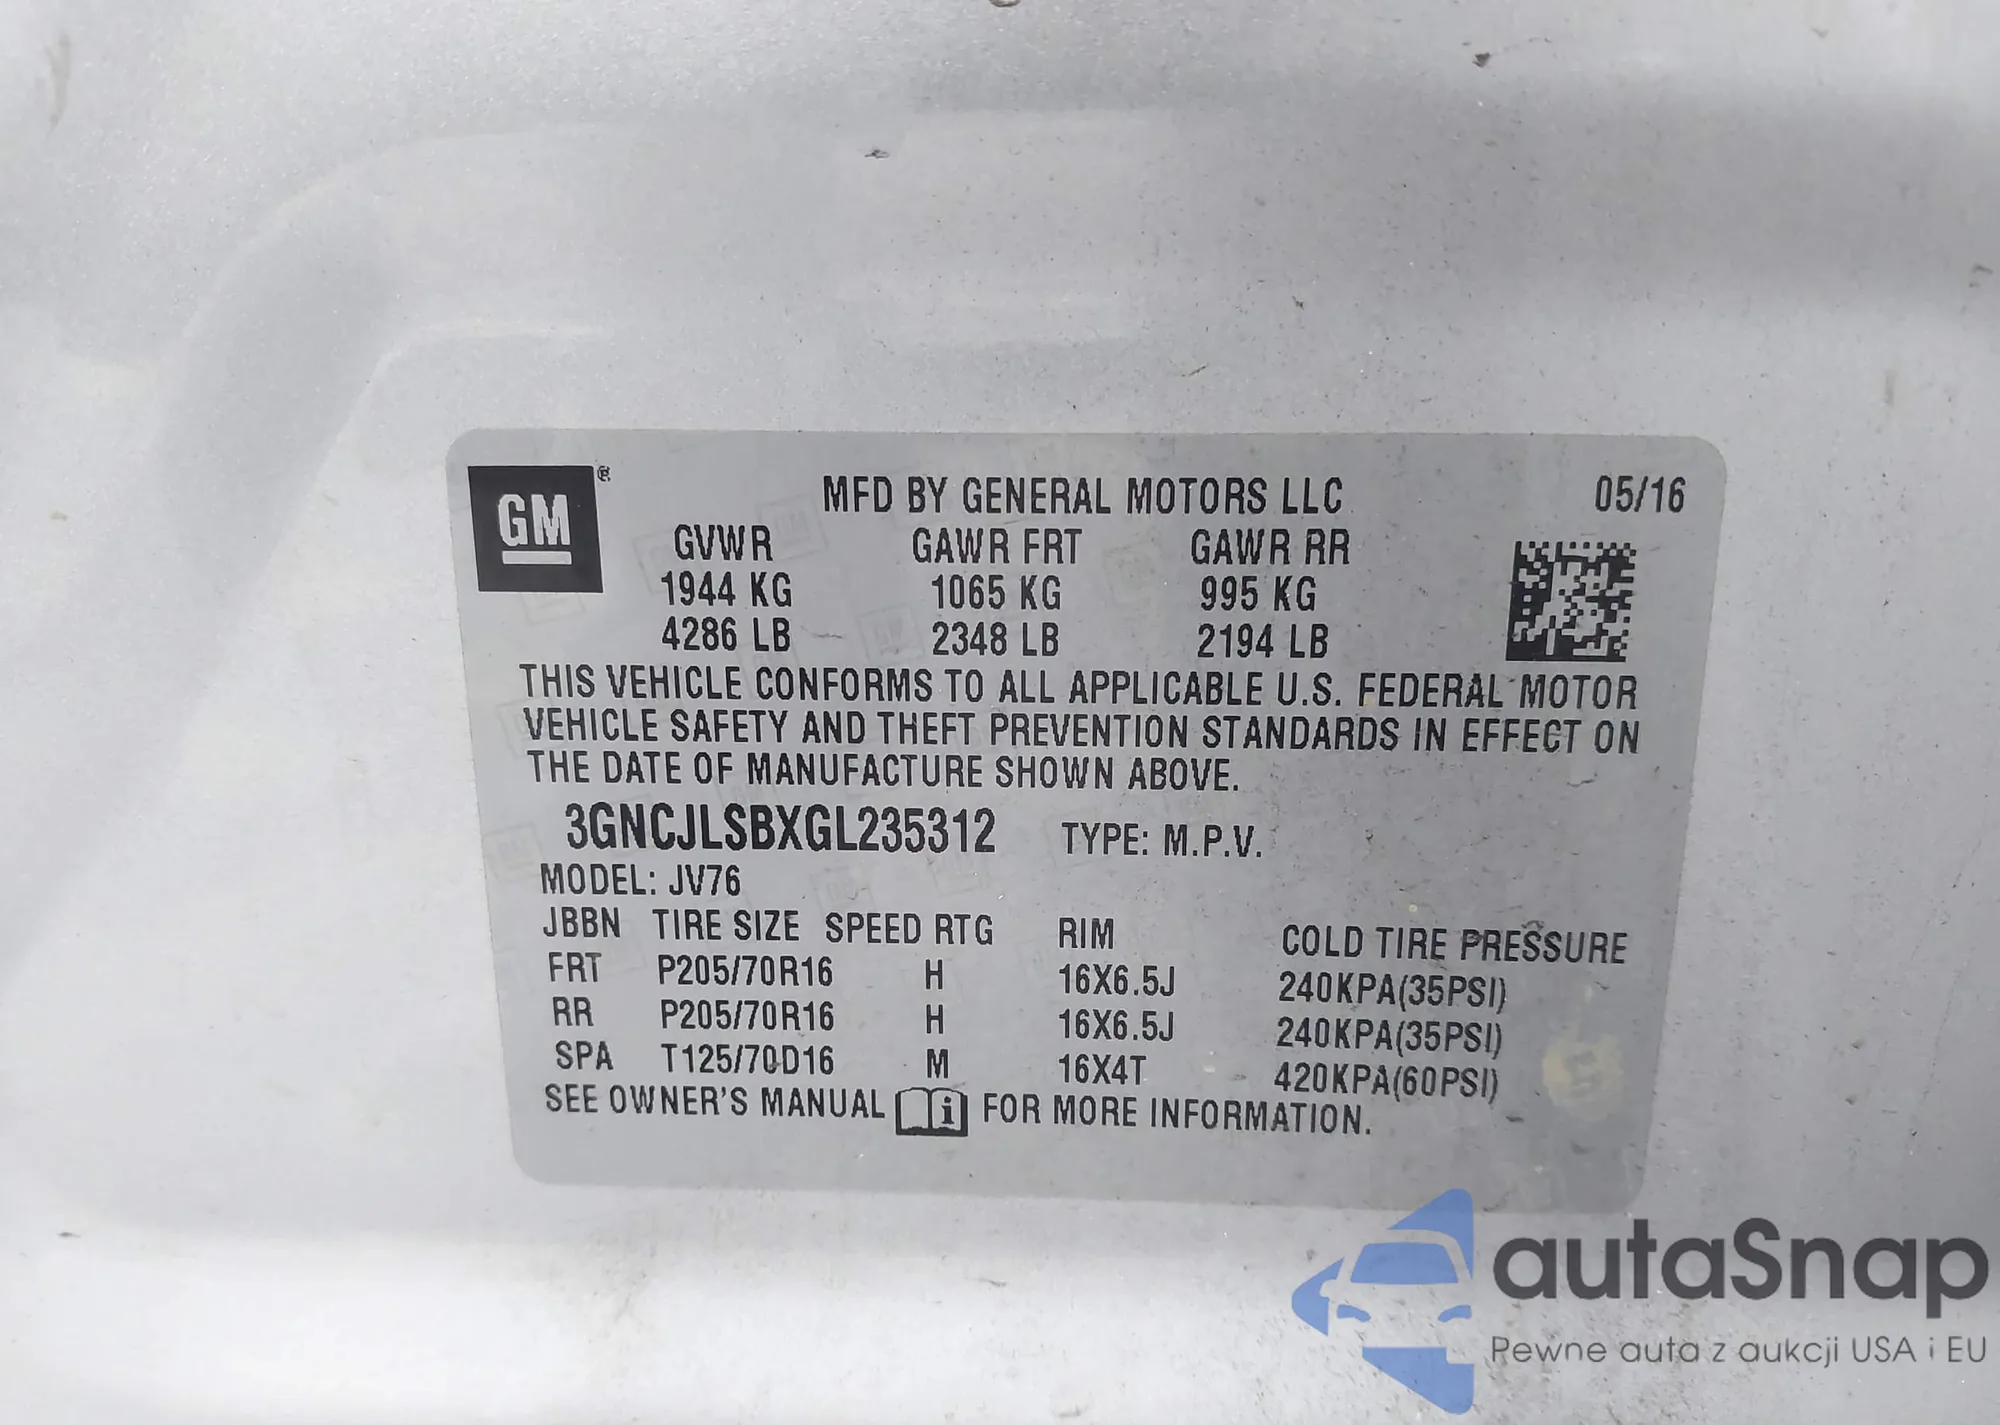 GM ®
MFD BY GENERAL MOTORS LLC 05/16
GVWR GAWR FRT GAWR RR
1944 KG 1065 KG 995 KG
4286 LB 2348 LB 2194 LB
THIS VEHICLE CONFORMS TO ALL APPLICABLE U.S. FEDERAL MOTOR
VEHICLE SAFETY AND THEFT PREVENTION STANDARDS IN EFFECT ON
THE DATE OF MANUFACTURE SHOWN ABOVE.
3GNCJLSBXGL235312 TYPE: M.P.V.
MODEL: JV76
JBBN TIRE SIZE SPEED RTG RIM COLD TIRE PRESSURE
FRT P205/70R16 H 16X6.5J 240KPA(35PSI)
RR P205/70R16 H 16X6.5J 240KPA(35PSI)
SPA T125/70D16 M 16X4T 420KPA(60PSI)
SEE OWNER'S MANUAL i FOR MORE INFORMATION.
autaSnap
Pewne auta z aukcji USA i EU